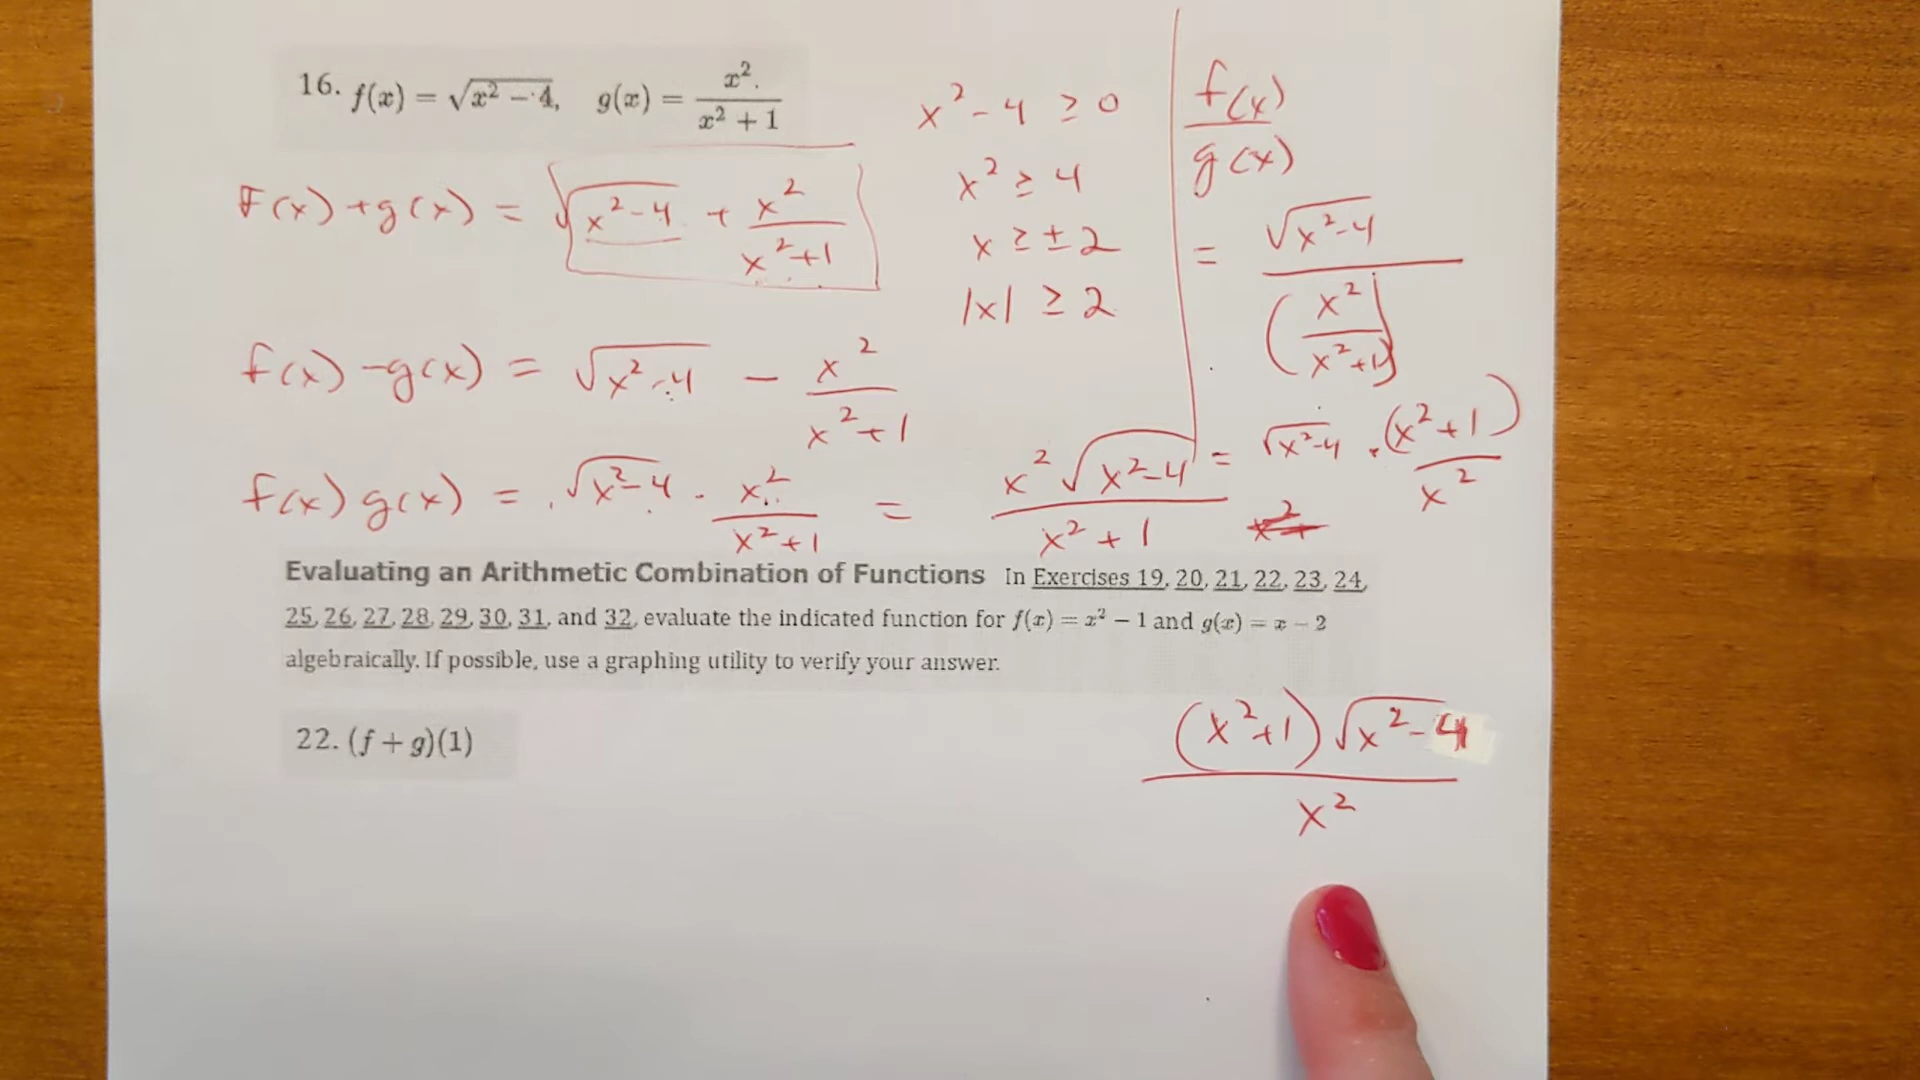 16. f(x) = √x² − 4, g(x) = x² / x² + 1
F(x) + g(x) = √x²-4 + x² / x²+1
f(x) - g(x) = √x²-4 − x² / x²+1
f(x) g(x) = √x²-4 · x² / x²+1 = x²√x²-4 / x²+1
x² - 4 ≥ 0
x² ≥ 4
x ≥ ± 2
|x| ≥ 2
f(x) / g(x)
= √x²-4 / (x² / x²+1)
= √x²-4 · (x²+1) / x²
Evaluating an Arithmetic Combination of Functions In Exercises 19, 20, 21, 22, 23, 24,
25, 26, 27, 28, 29, 30, 31, and 32, evaluate the indicated function for f(x) = x² − 1 and g(x) = x − 2
algebraically. If possible, use a graphing utility to verify your answer.
22. (f + g)(1)
(x²+1)√x²-4 / x²